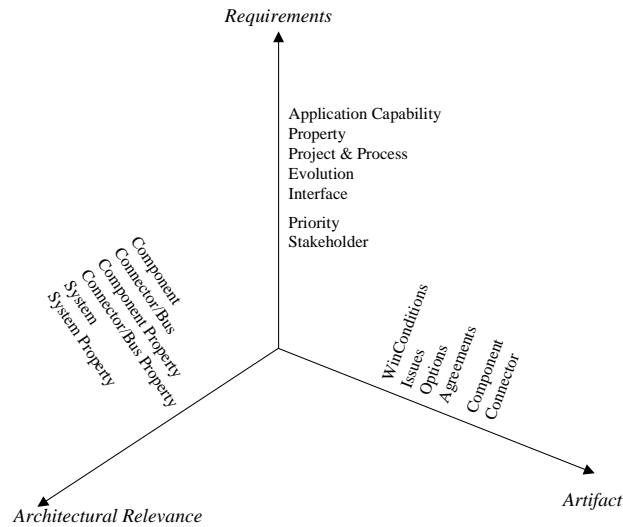 Requirements
Application Capability
Property
Project & Process
Evolution
Interface
Priority
Stakeholder
Component
Connector/Bus
Component Property
Connector/Bus Property
System
System Property
WinConditions
Issues
Options
Agreements
Component
Connector
Architectural Relevance
Artifact